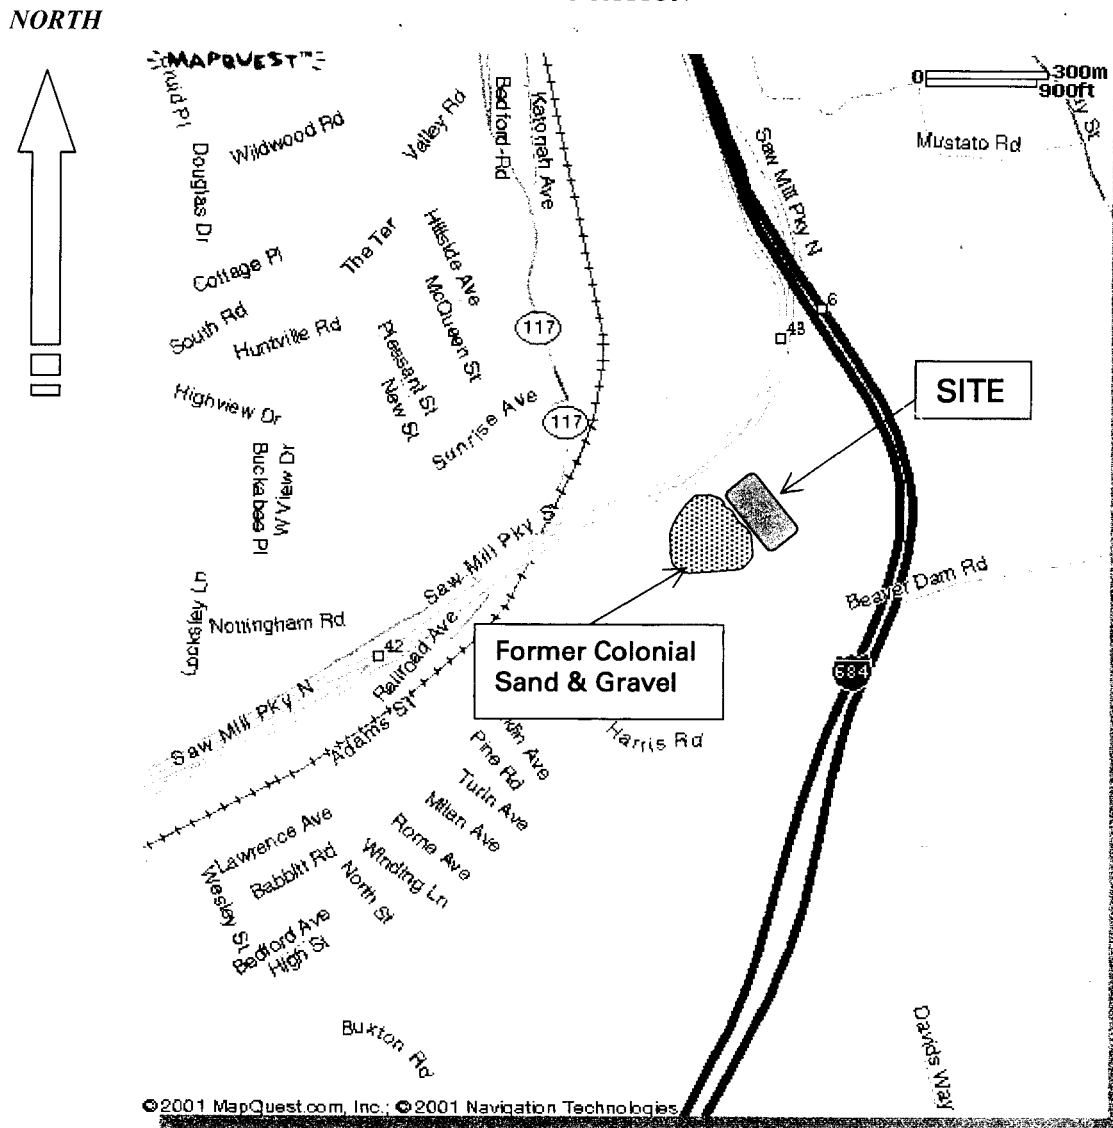 NORTH
MAPQUEST™
0
300m
900ft
Wildwood Rd
Valley Rd
Bedford Rd
Katonah Ave
Saw Mill Pky N
Mustato Rd
Douglas Dr
Cottage Pl
The Ter
Hillside Ave
McQueen St
South Rd
Huntville Rd
Pleasant St
New St
117
6
43
SITE
Highview Dr
Sunrise Ave
117
W View Dr
Saw Mill Pky S
Beaver Dam Rd
Locksley Ln
Nottingham Rd
42
Railroad Ave
Former Colonial
Sand & Gravel
684
Saw Mill Pky N
Adams St
Harris Rd
klin Ave
Pine Rd
Turin Ave
Milan Ave
Rome Ave
Winding Ln
Lawrence Ave
Babbitt Rd
North St
Wesley St
Bedford Ave
High St
Buxton Rd
Davids Way
©2001 MapQuest.com, Inc.; ©2001 Navigation Technologies